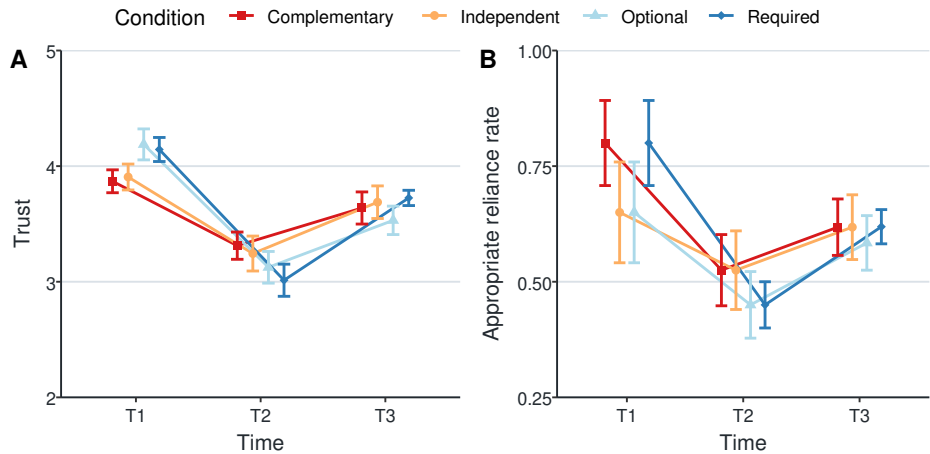 Condition Complementary Independent Optional Required
A
5
4
3
2
Trust
T1 T2 T3
Time
B
1.00
0.75
0.50
0.25
Appropriate reliance rate
T1 T2 T3
Time